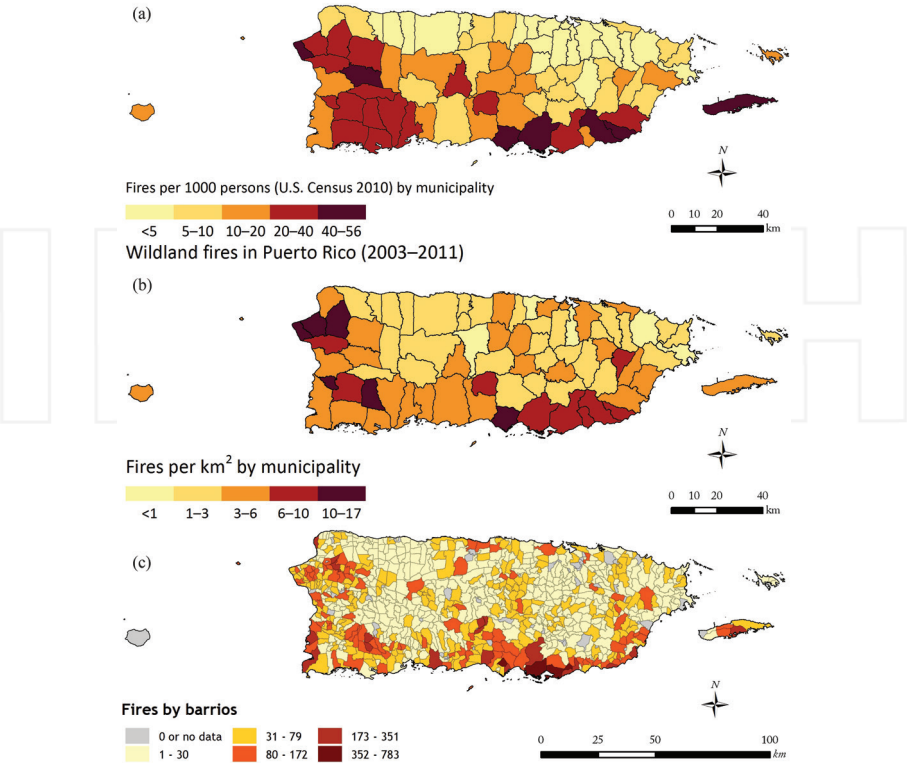 (a)
N
Fires per 1000 persons (U.S. Census 2010) by municipality
<5 5–10 10–20 20–40 40–56
0 10 20 40
km
Wildland fires in Puerto Rico (2003–2011)
(b)
N
Fires per km² by municipality
<1 1–3 3–6 6–10 10–17
0 10 20 40
km
(c)
N
Fires by barrios
0 or no data 31 - 79 173 - 351
1 - 30 80 - 172 352 - 783
0 25 50 100
km